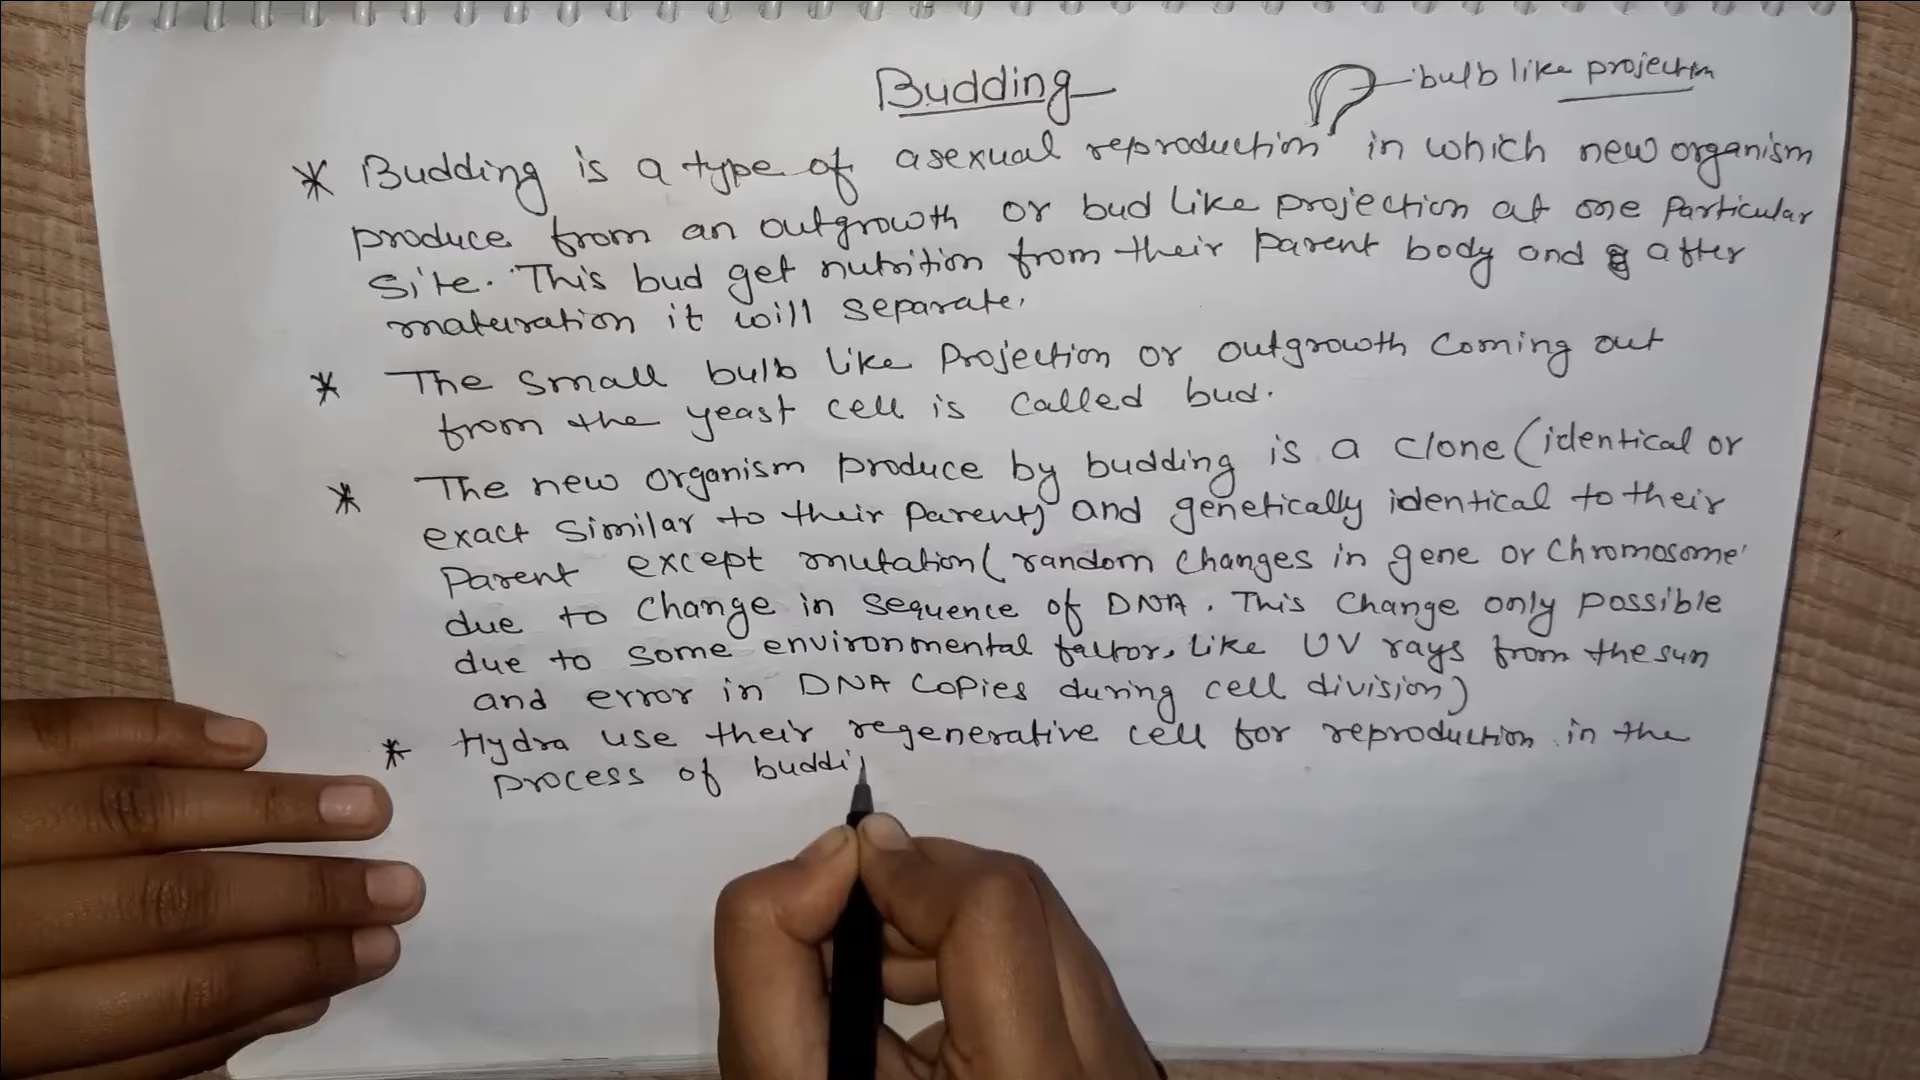 Budding
bulb like projection
* Budding is a type of asexual reproduction in which new organism
produce from an outgrowth or bud like projection at one particular
site. This bud get nutrition from their parent body and after
maturation it will separate.
* The small bulb like projection or outgrowth coming out
from the yeast cell is called bud.
* The new organism produce by budding is a clone (identical or
exact similar to their parent) and genetically identical to their
parent except mutation (random changes in gene or chromosome
due to change in sequence of DNA. This change only possible
due to some environmental factor, like UV rays from the sun
and error in DNA copies during cell division)
* Hydra use their regenerative cell for reproduction in the
process of buddi